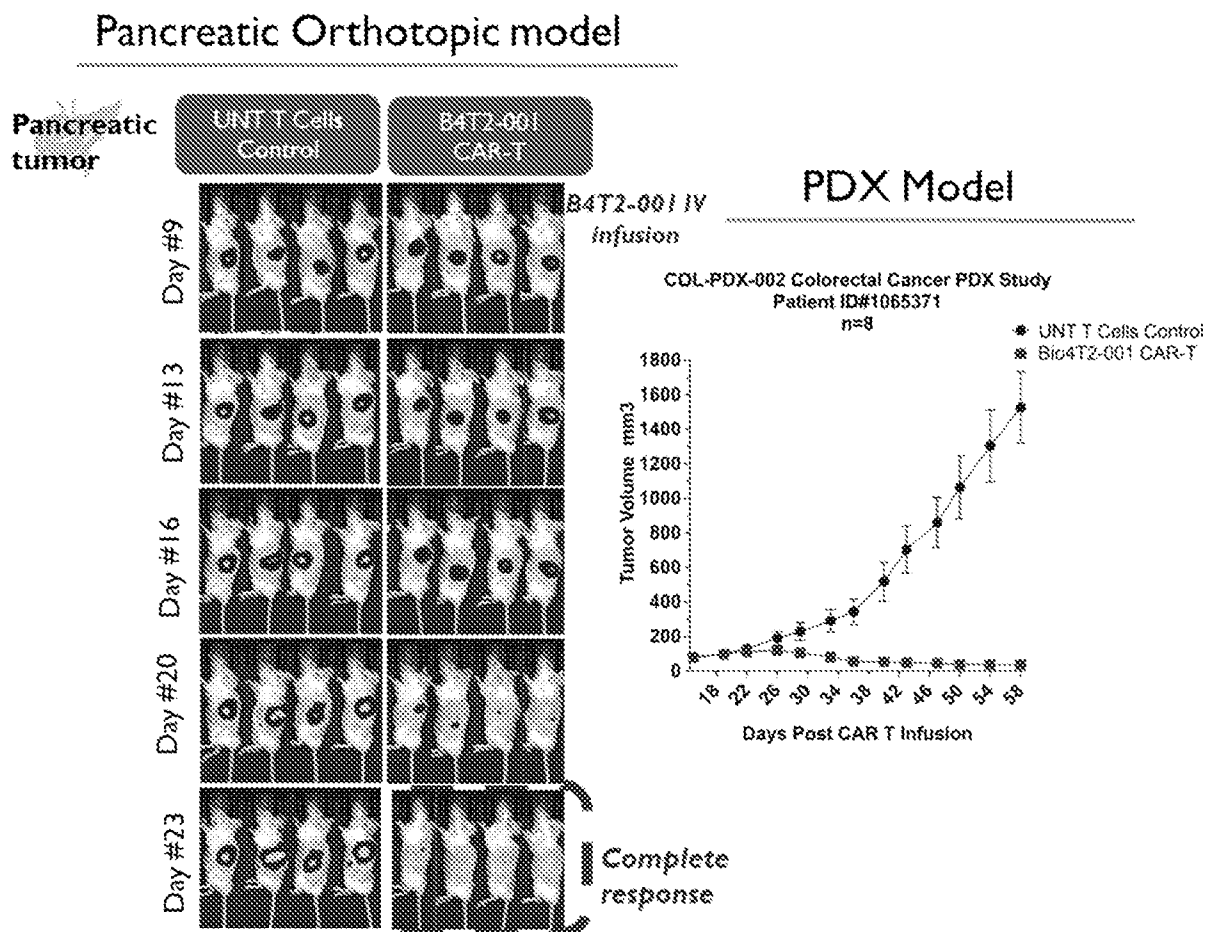 Pancreatic Orthotopic model
Pancreatic
tumor
UNT T Cells
Control
B4T2-001
CAR-T
B4T2-001 IV
infusion
Day #9
Day #13
Day #16
Day #20
Day #23
Complete
response
PDX Model
COL-PDX-002 Colorectal Cancer PDX Study
Patient ID#1065371
n=8
UNT T Cells Control
Bio4T2-001 CAR-T
Tumor Volume mm3
1800
1600
1400
1200
1000
800
600
400
200
0
18 22 26 30 34 38 42 46 50 54 58
Days Post CAR T Infusion